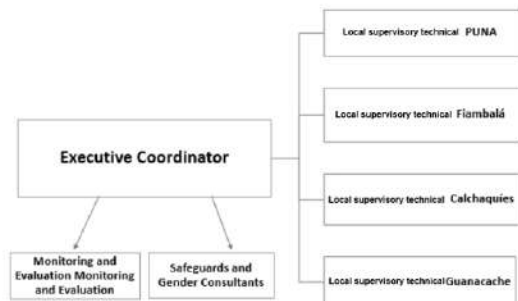 Local supervisory technical PUNA
Local supervisory technical Fiambalá
Executive Coordinator
Local supervisory technical Calchaquíes
Monitoring and
Evaluation Monitoring
and Evaluation
Safeguards and
Gender Consultants
Local supervisory technical Guanacache